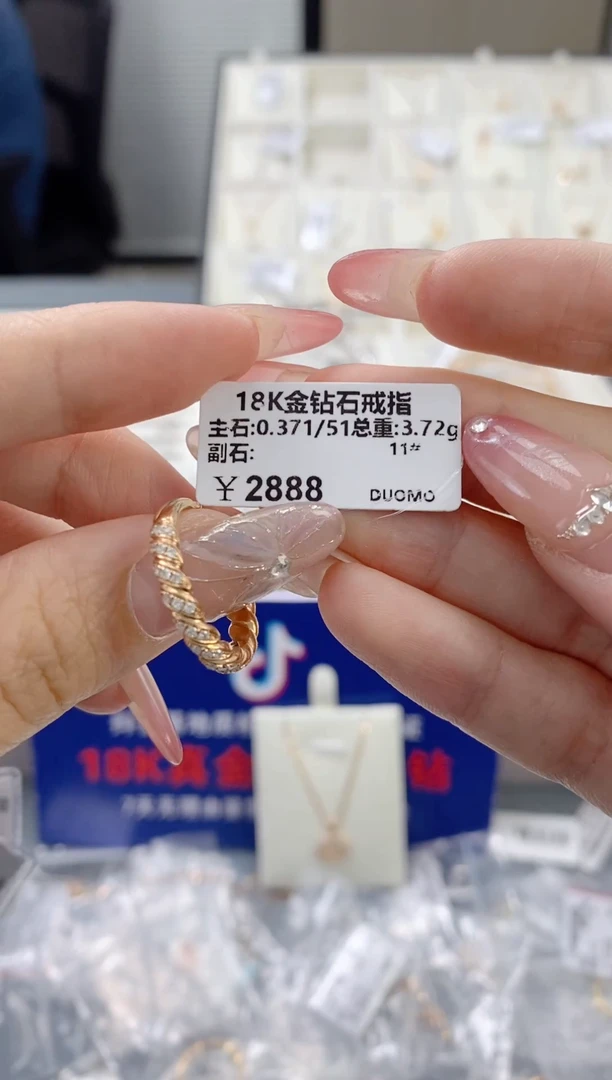 18K金钻石戒指
主石:0.371/51总重:3.72g
副石: 11#
￥2888 DUOMO
18K真金
钻